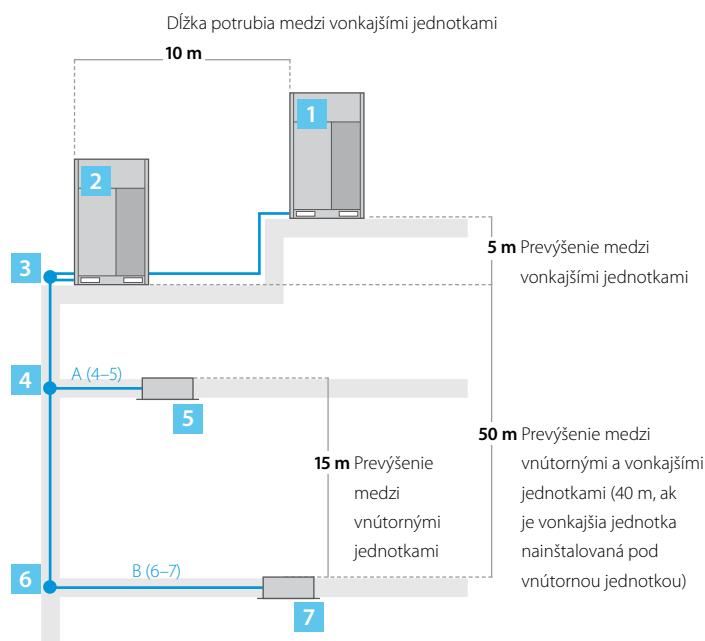 Dĺžka potrubia medzi vonkajšími jednotkami
10 m
1
2
3
5 m Prevýšenie medzi
vonkajšími jednotkami
4
A (4–5)
5
15 m Prevýšenie
medzi
vnútornými
jednotkami
50 m Prevýšenie medzi
vnútornými a vonkajšími
jednotkami (40 m, ak
je vonkajšia jednotka
nainštalovaná pod
vnútornou jednotkou)
6
B (6–7)
7